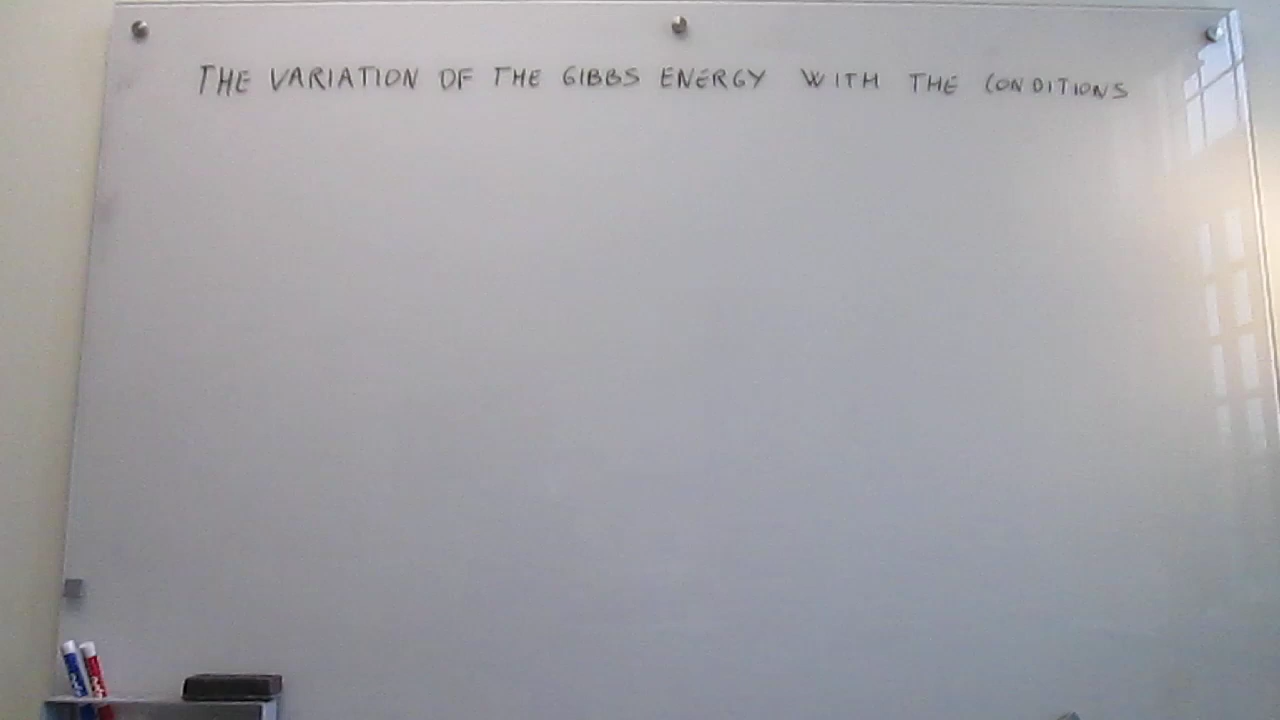 THE VARIATION OF THE GIBBS ENERGY WITH THE CONDITIONS